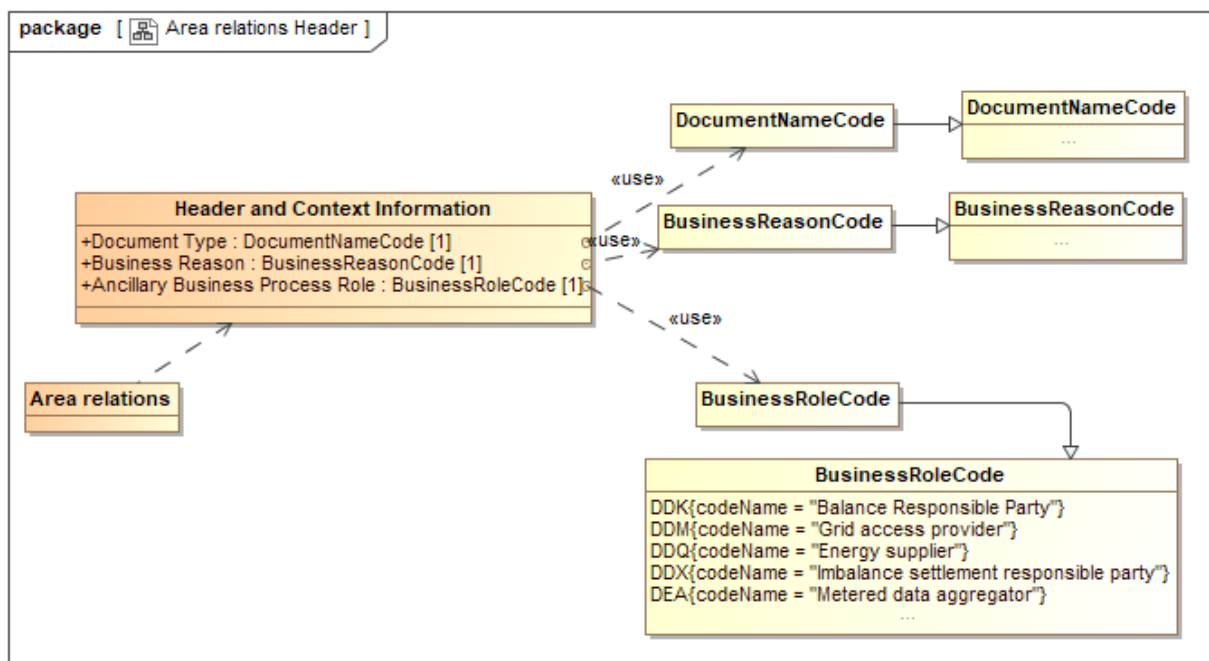 package [ Area relations Header ]
DocumentNameCode
DocumentNameCode
...
«use»
Header and Context Information
+Document Type : DocumentNameCode [1]
+Business Reason : BusinessReasonCode [1]
+Ancillary Business Process Role : BusinessRoleCode [1]
«use»
BusinessReasonCode
BusinessReasonCode
...
«use»
Area relations
BusinessRoleCode
BusinessRoleCode
DDK{codeName = "Balance Responsible Party"}
DDM{codeName = "Grid access provider"}
DDQ{codeName = "Energy supplier"}
DDX{codeName = "Imbalance settlement responsible party"}
DEA{codeName = "Metered data aggregator"}
...